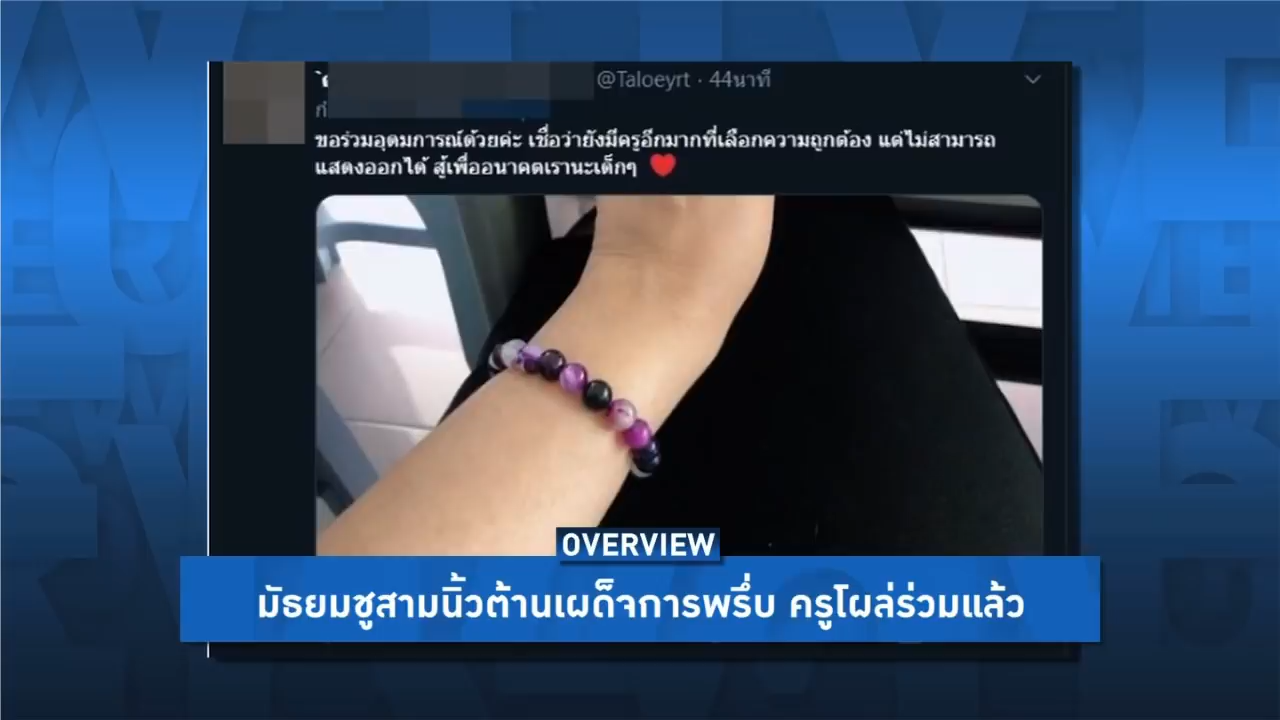 @Taloeyrt · 44นาที
ขอร่วมอุดมการณ์ด้วยค่ะ เชื่อว่ายังมีครูอีกมากที่เลือกความถูกต้อง แต่ไม่สามารถ
แสดงออกได้ สู้เพื่ออนาคตเรานะเด็กๆ ♥
OVERVIEW
มัธยมชูสามนิ้วต้านเผด็จการพรึ่บ ครูโผล่ร่วมแล้ว